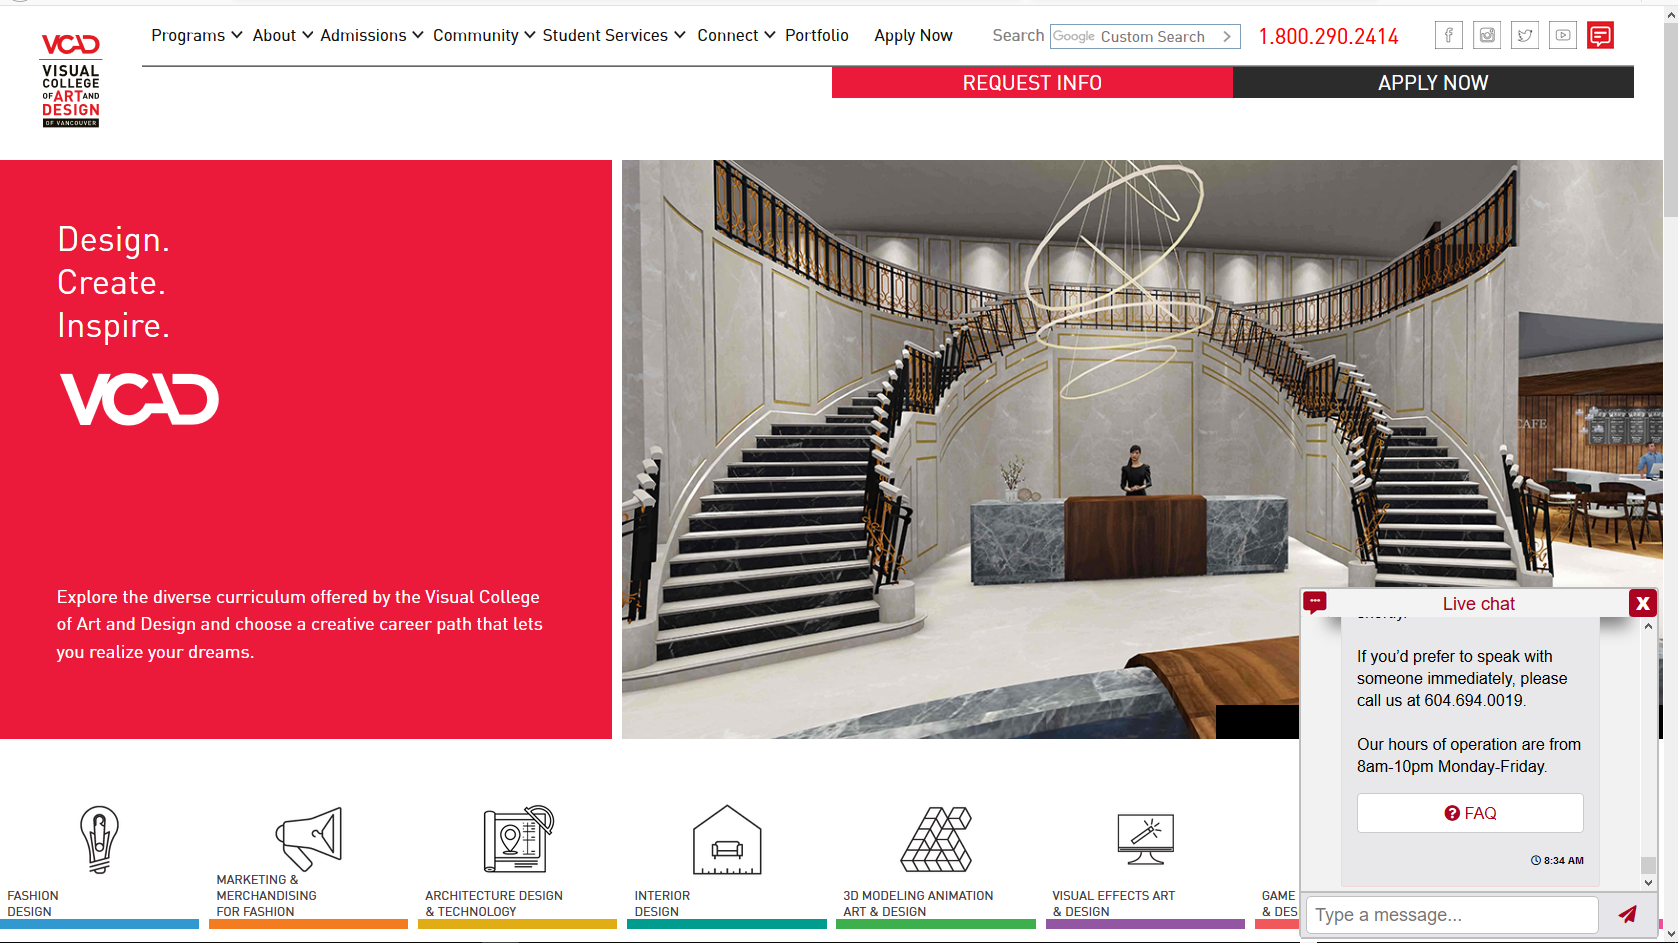 VCAD
VISUAL
COLLEGE
OF ART AND
DESIGN
OF VANCOUVER
Programs
About
Admissions
Community
Student Services
Connect
Portfolio
Apply Now
Search
Google Custom Search
1.800.290.2414
REQUEST INFO
APPLY NOW
Design.
Create.
Inspire.
VCAD
Explore the diverse curriculum offered by the Visual College
of Art and Design and choose a creative career path that lets
you realize your dreams.
CAFE
Live chat
X
If you’d prefer to speak with
someone immediately, please
call us at 604.694.0019.
Our hours of operation are from
8am-10pm Monday-Friday.
FAQ
8:34 AM
Type a message...
FASHION
DESIGN
MARKETING &
MERCHANDISING
FOR FASHION
ARCHITECTURE DESIGN
& TECHNOLOGY
INTERIOR
DESIGN
3D MODELING ANIMATION
ART & DESIGN
VISUAL EFFECTS ART
& DESIGN
GAME
& DES